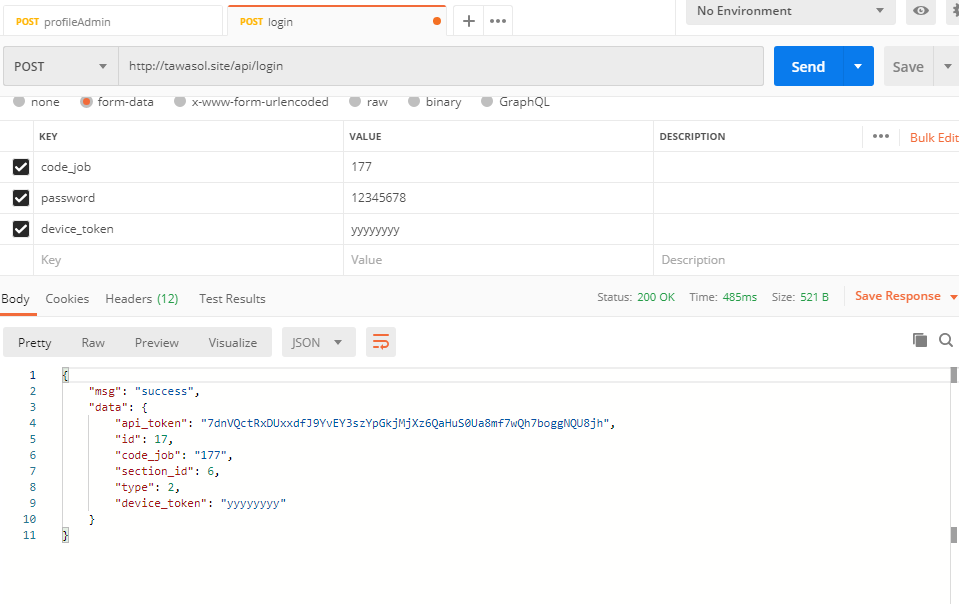 POST profileAdmin
POST login
No Environment
POST
http://tawasol.site/api/login
Send
Save
none form-data x-www-form-urlencoded raw binary GraphQL
KEY VALUE DESCRIPTION Bulk Edit
code_job 177
password 12345678
device_token yyyyyyyy
Key Value Description
Body Cookies Headers (12) Test Results
Status: 200 OK Time: 485ms Size: 521 B Save Response
Pretty Raw Preview Visualize JSON
1 {
2 "msg": "success",
3 "data": {
4 "api_token": "7dnVQctRxDUxxdfJ9YvEY3szYpGkjMjXz6QaHuS0Ua8mf7wQh7boggNQU8jh",
5 "id": 17,
6 "code_job": "177",
7 "section_id": 6,
8 "type": 2,
9 "device_token": "yyyyyyyy"
10 }
11 }